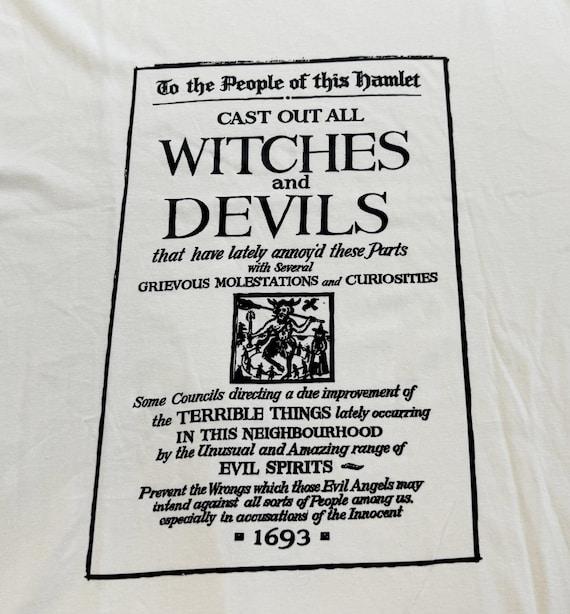 To the People of this Hamlet
CAST OUT ALL
WITCHES
and
DEVILS
that have lately annoy'd these Parts
with Several
GRIEVOUS MOLESTATIONS and CURIOSITIES
Some Councils directing a due improvement of
the TERRIBLE THINGS lately occurring
IN THIS NEIGHBOURHOOD
by the Unusual and Amazing range of
EVIL SPIRITS
Prevent the Wrongs which those Evil Angels may
intend against all sorts of People among us.
especially in accusations of the Innocent
1693